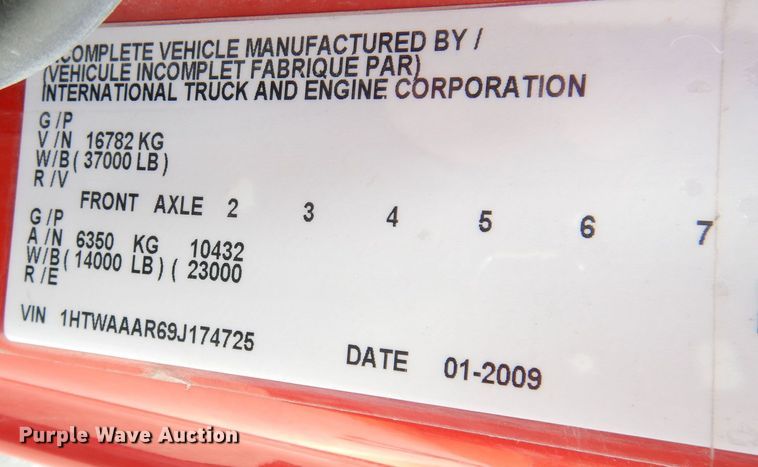 INCOMPLETE VEHICLE MANUFACTURED BY /
(VEHICULE INCOMPLET FABRIQUE PAR)
INTERNATIONAL TRUCK AND ENGINE CORPORATION
G /P
V / N 16782 KG
W/B ( 37000 LB )
R / V
FRONT AXLE 2 3 4 5 6 7
G / P
A / N 6350 KG 10432
W/B( 14000 LB) ( 23000
R /E
VIN 1HTWAAAR69J174725
DATE 01-2009
Purple Wave Auction